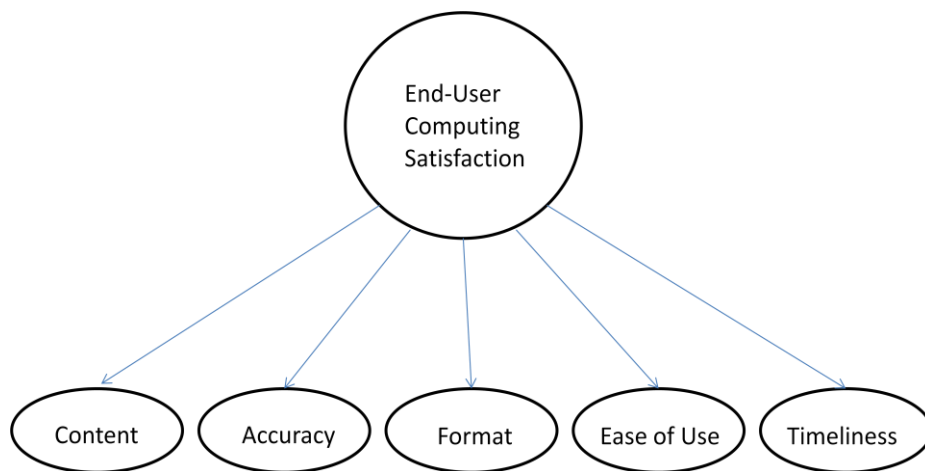 End-User
Computing
Satisfaction
Content
Accuracy
Format
Ease of Use
Timeliness